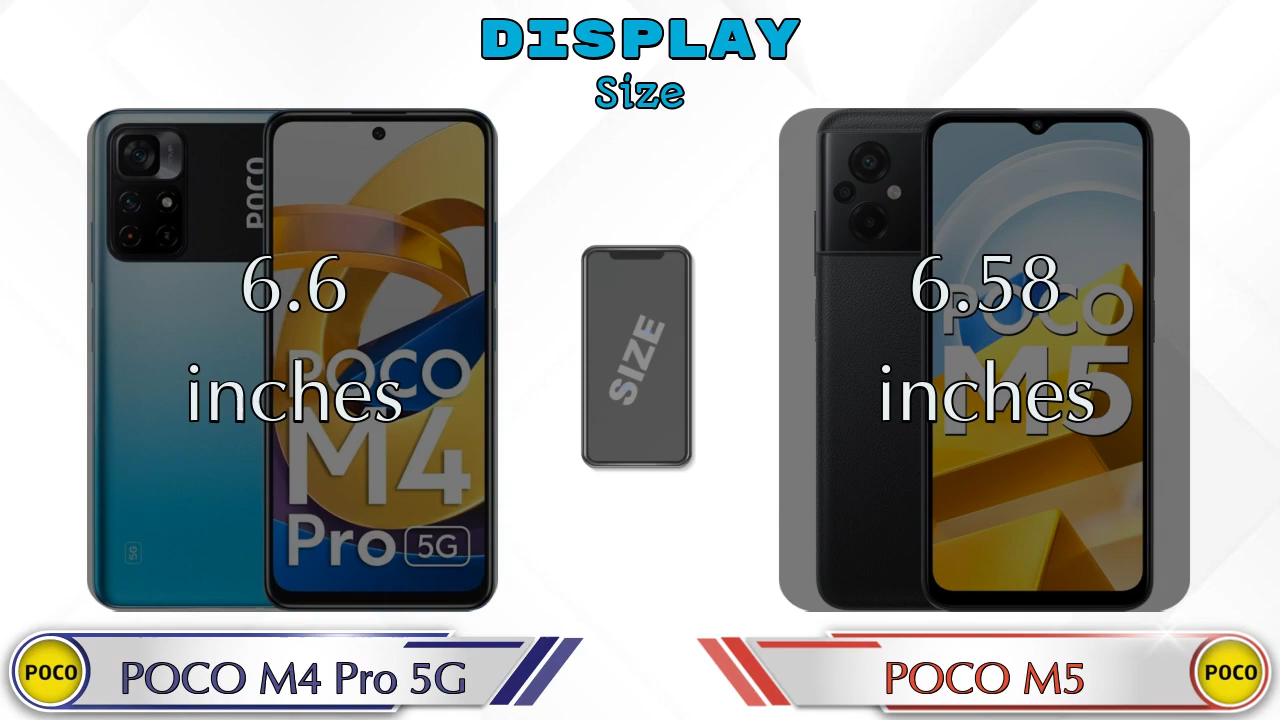 DISPLAY
Size
POCO
6.6
inches
POCO
M4
Pro 5G
5G
SIZE
6.58
inches
POCO
M5
POCO
POCO M4 Pro 5G
POCO M5
POCO